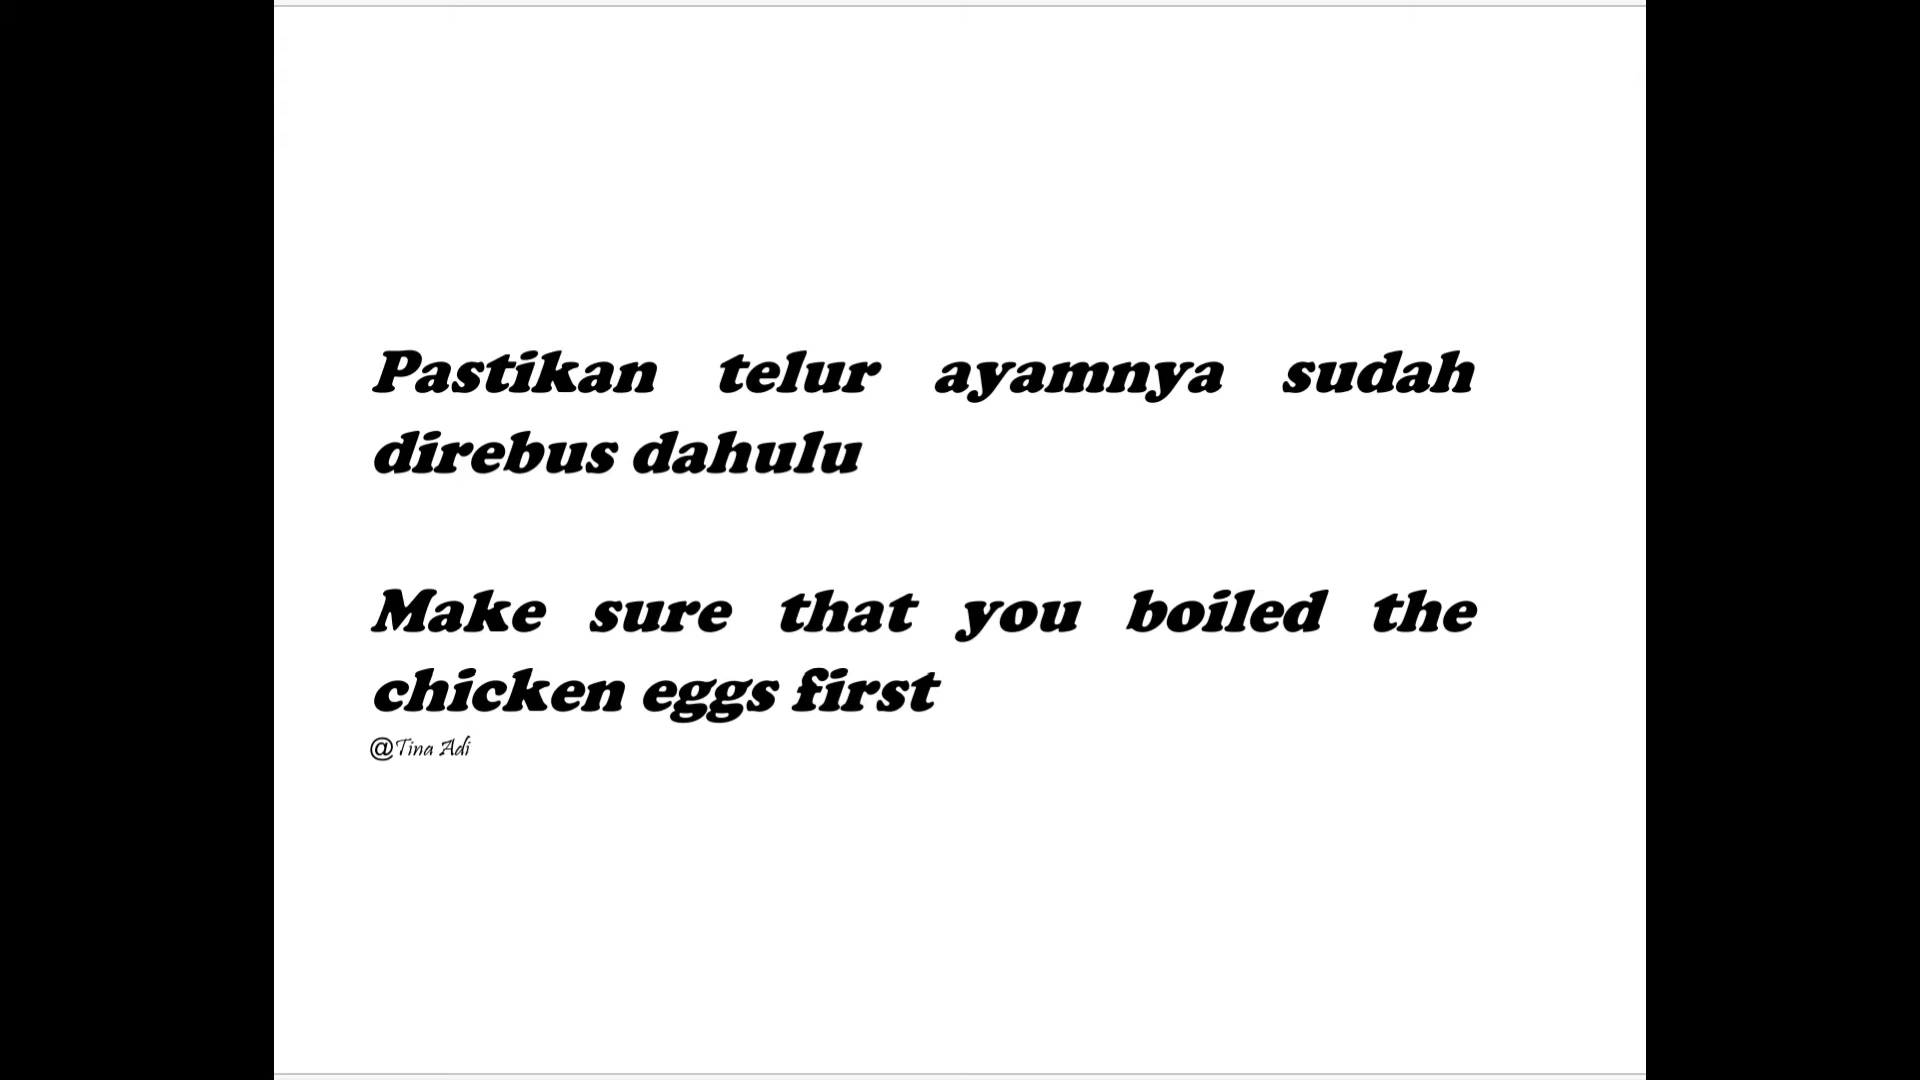 Pastikan telur ayamnya sudah
direbus dahulu
Make sure that you boiled the
chicken eggs first
@Tina Adi